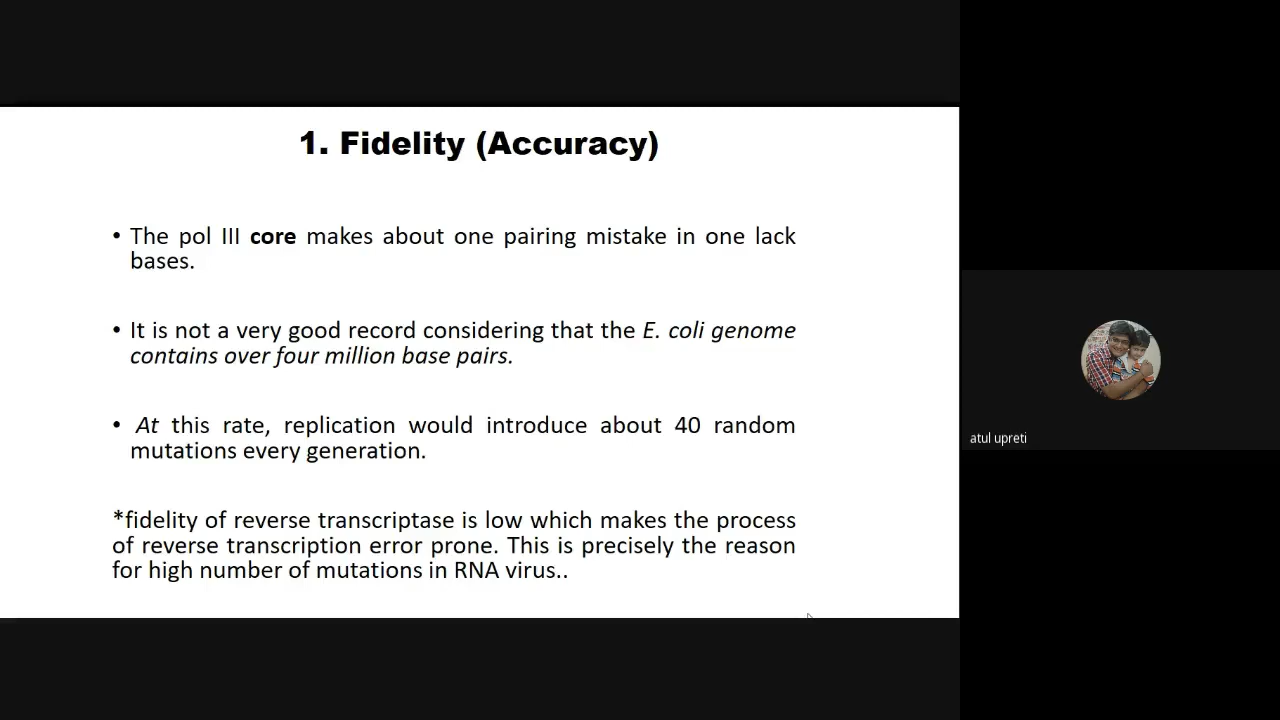 1. Fidelity (Accuracy)
• The pol III core makes about one pairing mistake in one lack
bases.
• It is not a very good record considering that the E. coli genome
contains over four million base pairs.
• At this rate, replication would introduce about 40 random
mutations every generation.
*fidelity of reverse transcriptase is low which makes the process
of reverse transcription error prone. This is precisely the reason
for high number of mutations in RNA virus..
atul upreti